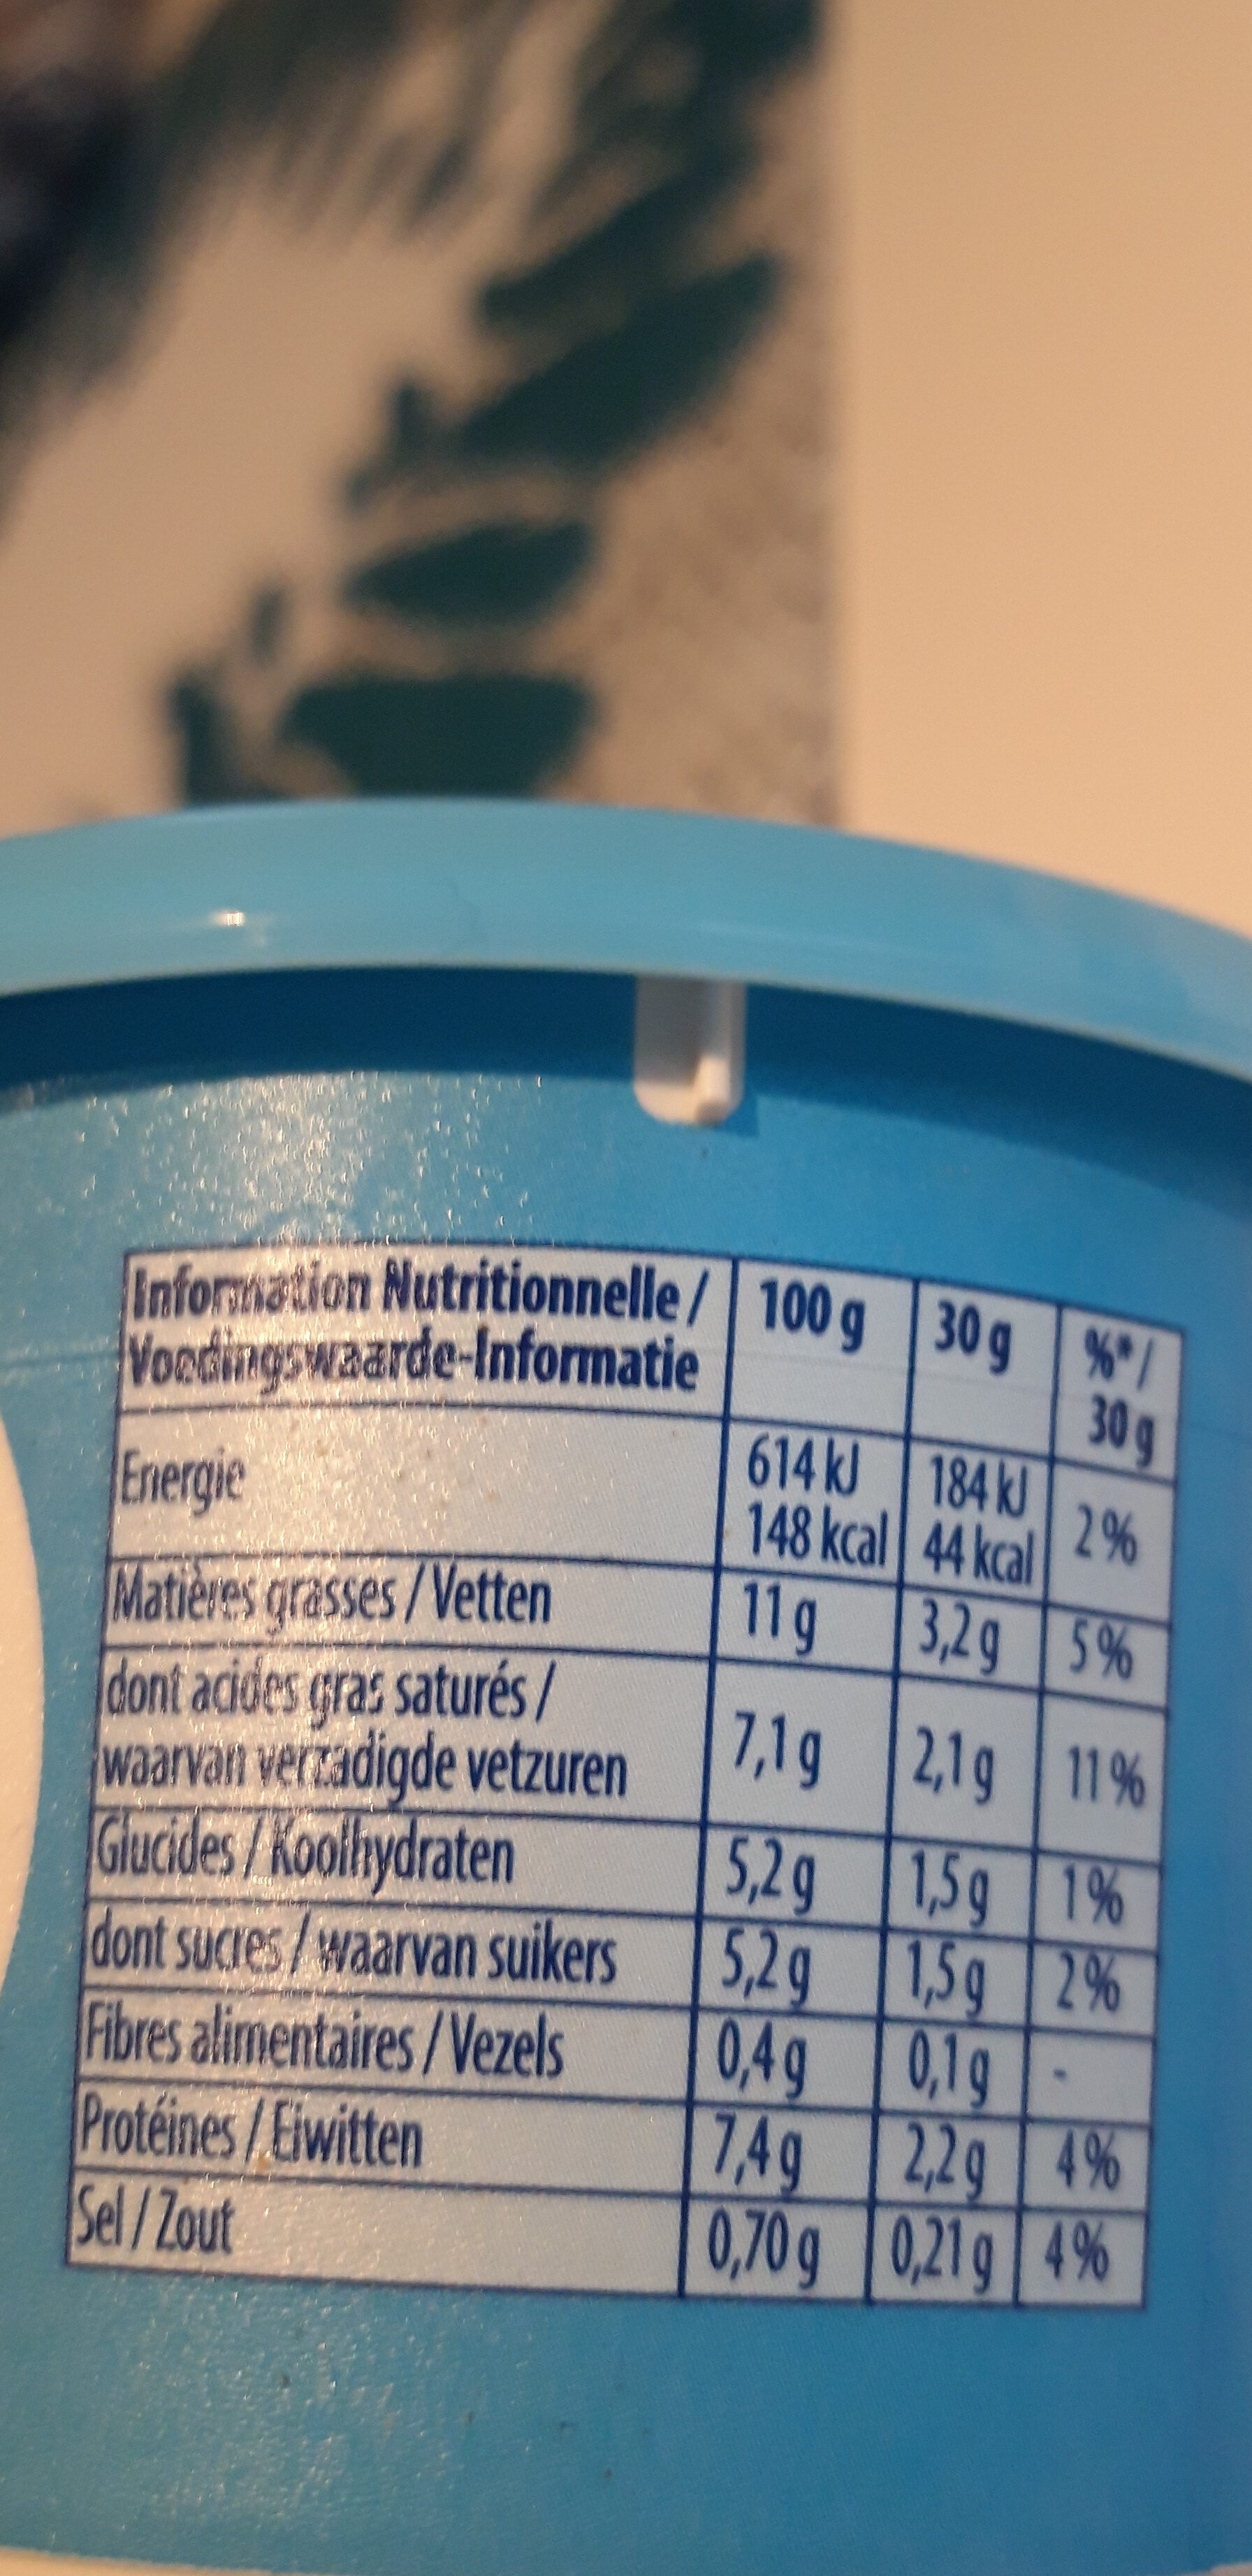 Information Nutritionnelle / 100 g 30 g %*/
Voedingswaarde-Informatie 30 g
Energie 614 kJ 184 kJ 2 %
148 kcal 44 kcal
Matières grasses / Vetten 11 g 3,2 g 5 %
dont acides gras saturés /
waarvan verzadigde vetzuren 7,1 g 2,1 g 11 %
Glucides / Koolhydraten 5,2 g 1,5 g 1 %
dont sucres / waarvan suikers 5,2 g 1,5 g 2 %
Fibres alimentaires / Vezels 0,4 g 0,1 g -
Protéines / Eiwitten 7,4 g 2,2 g 4 %
Sel / Zout 0,70 g 0,21 g 4 %